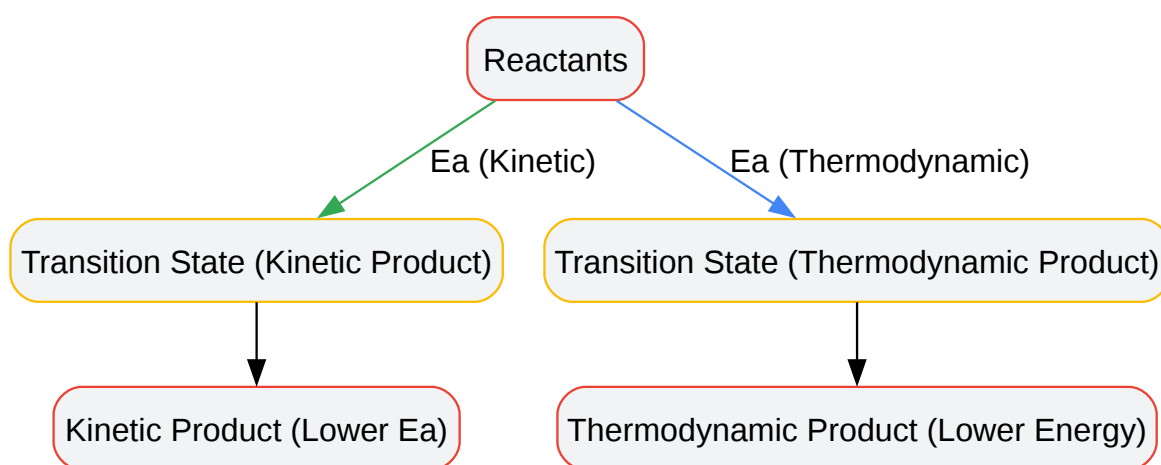 Reactants
Ea (Kinetic)
Ea (Thermodynamic)
Transition State (Kinetic Product)
Transition State (Thermodynamic Product)
Kinetic Product (Lower Ea)
Thermodynamic Product (Lower Energy)